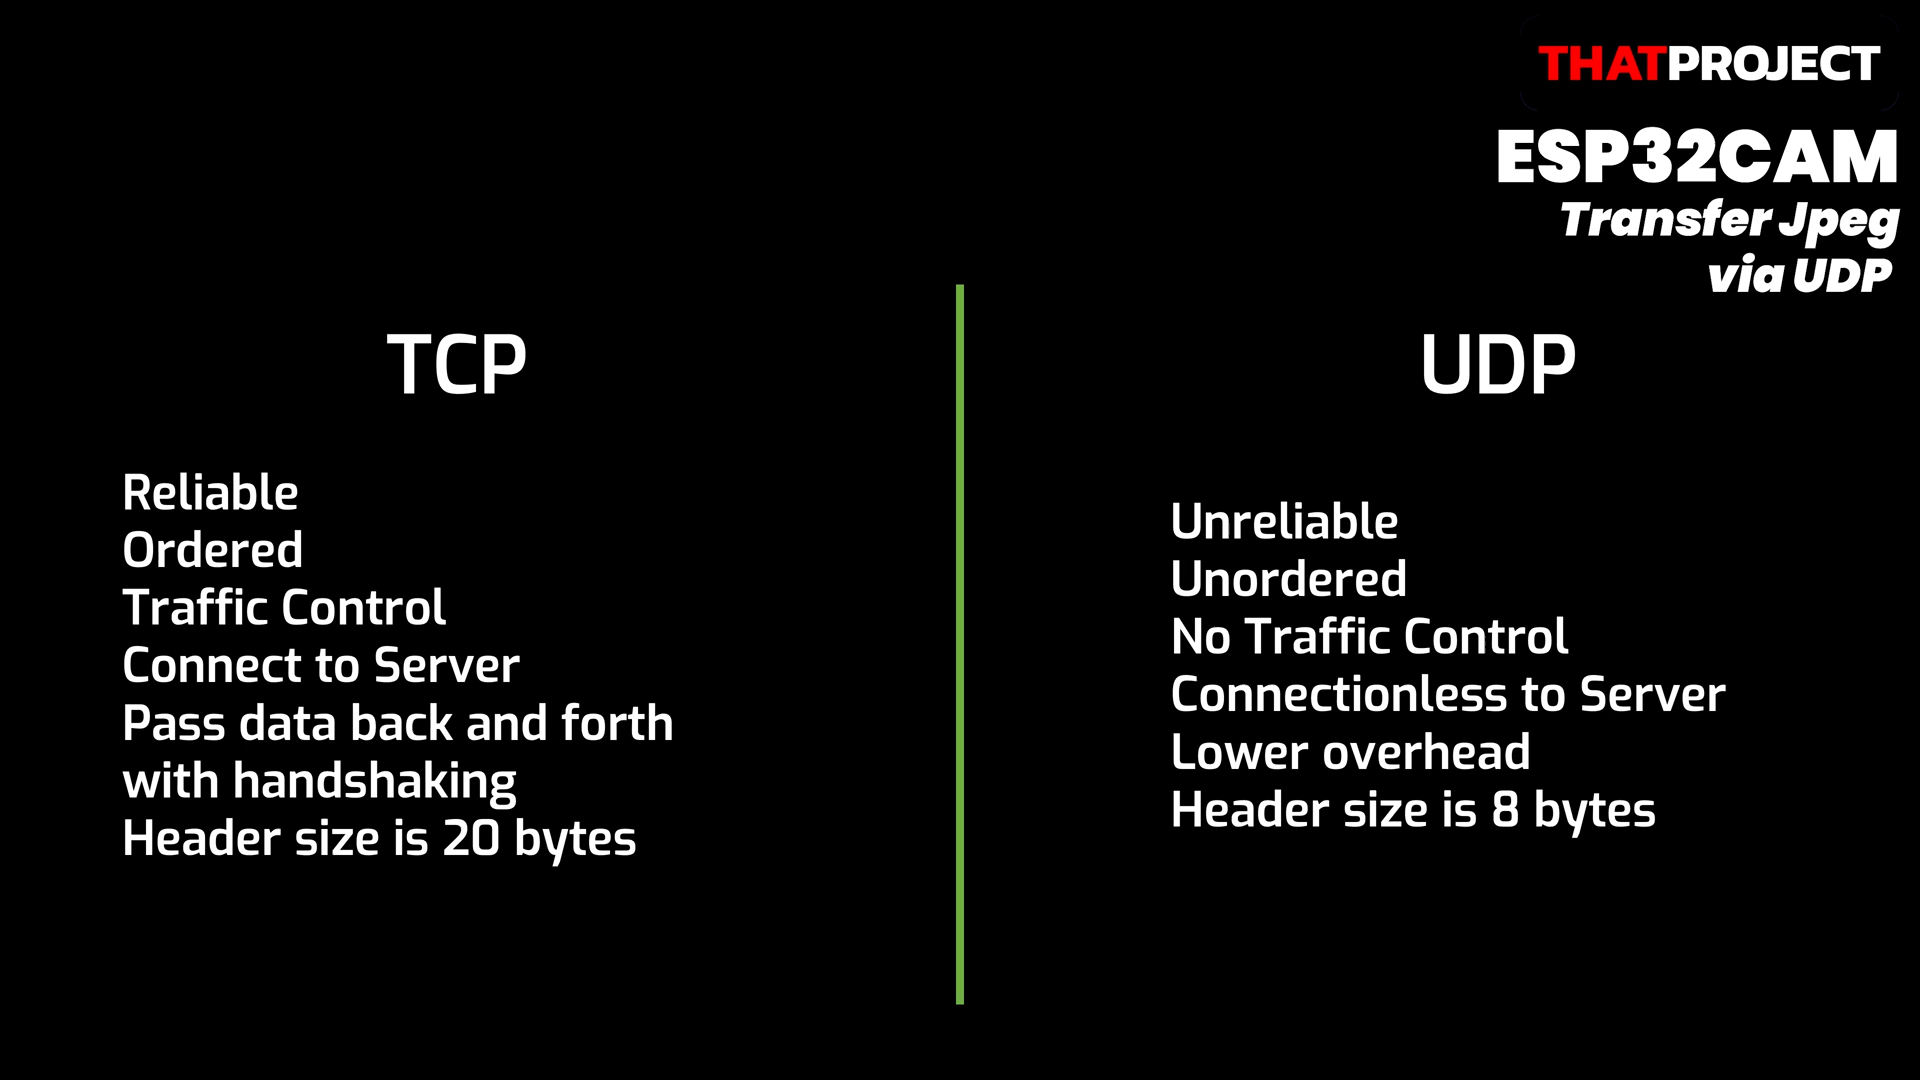 THATPROJECT
ESP32CAM
Transfer Jpeg
via UDP
TCP
Reliable
Ordered
Traffic Control
Connect to Server
Pass data back and forth
with handshaking
Header size is 20 bytes
UDP
Unreliable
Unordered
No Traffic Control
Connectionless to Server
Lower overhead
Header size is 8 bytes